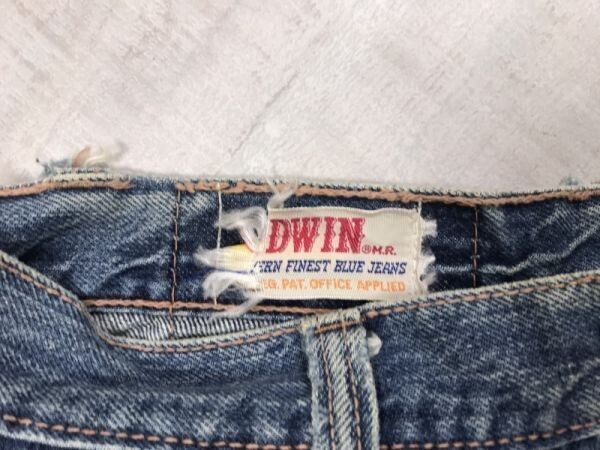 DWIN ®M.R.
ERN FINEST BLUE JEANS
EG. PAT. OFFICE APPLIED